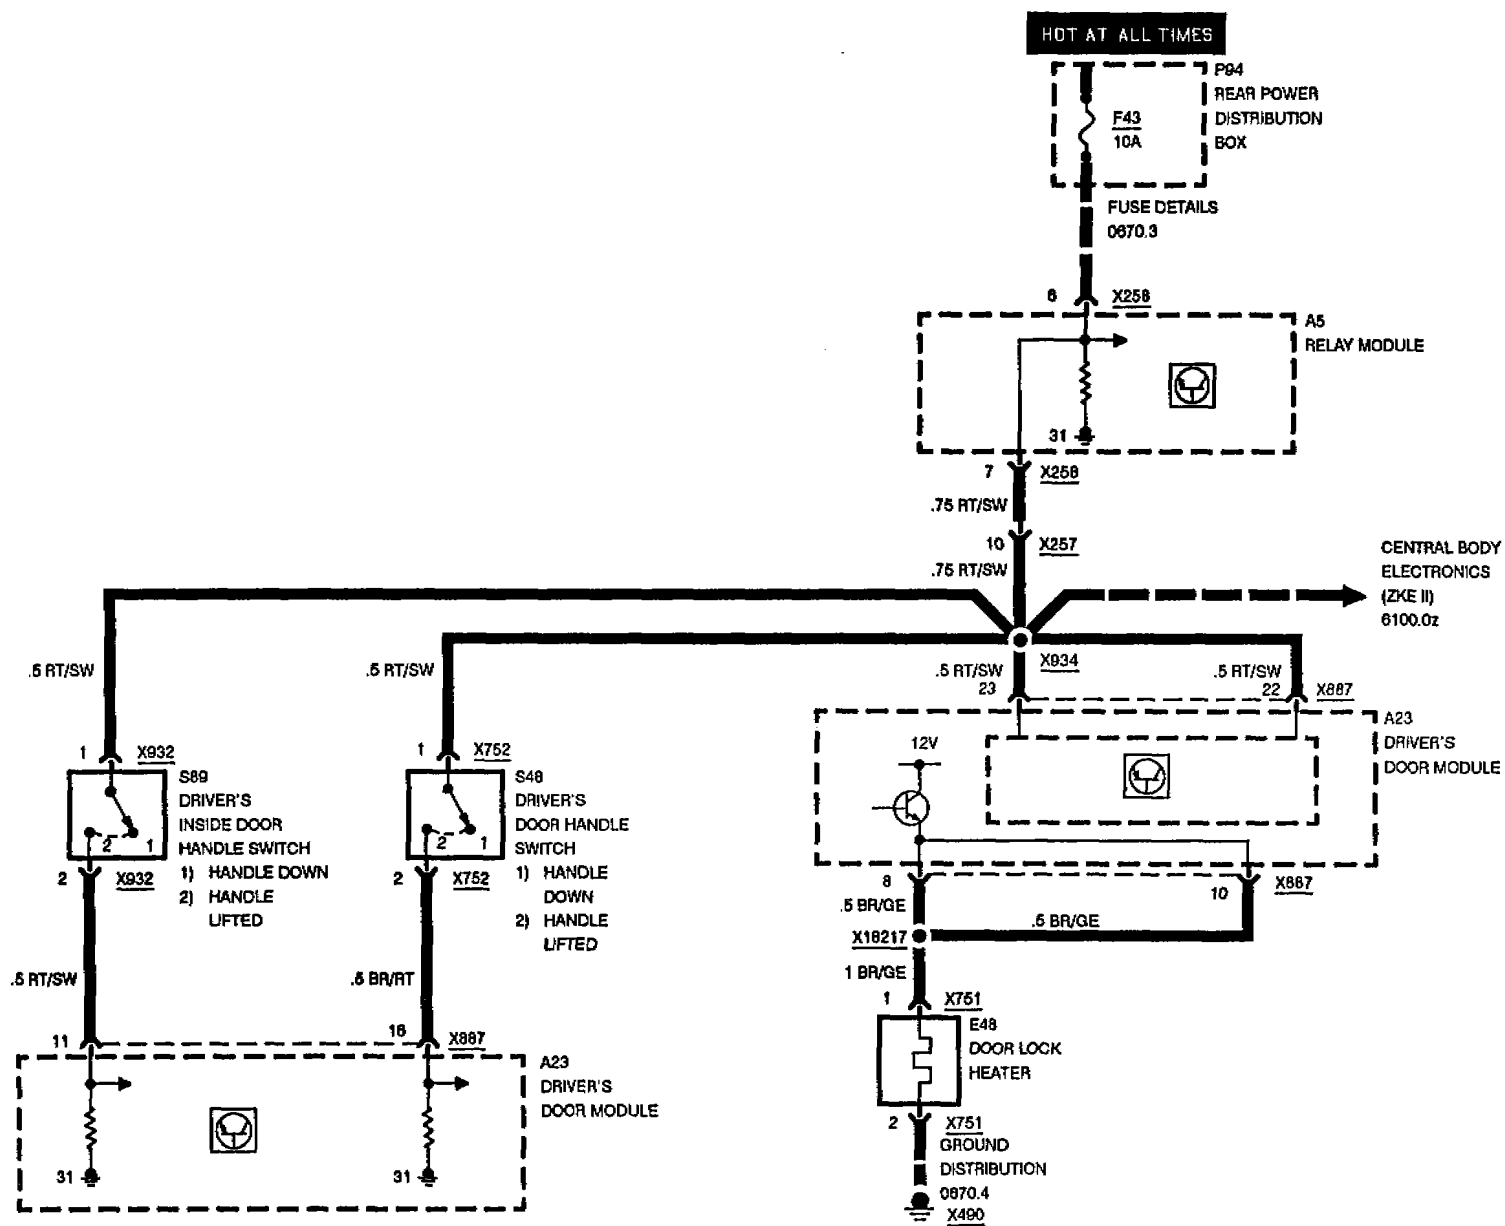 HOT AT ALL TIMES
P94
REAR POWER
DISTRIBUTION
BOX
F43
10A
FUSE DETAILS
0670.3
6 X258
A5
RELAY MODULE
31
7 X258
.75 RT/SW
10 X257
.75 RT/SW
CENTRAL BODY
ELECTRONICS
(ZKE II)
6100.0z
X934
.5 RT/SW
.5 RT/SW
.5 RT/SW
23
.5 RT/SW
22 X887
1 X932
S89
DRIVER'S
INSIDE DOOR
HANDLE SWITCH
1) HANDLE DOWN
2) HANDLE
LIFTED
2 1
2 X932
1 X752
S48
DRIVER'S
DOOR HANDLE
SWITCH
1) HANDLE
DOWN
2) HANDLE
LIFTED
2 1
2 X752
A23
DRIVER'S
DOOR MODULE
12V
8
10 X887
.5 BR/GE
.5 BR/GE
X18217
1 BR/GE
1 X751
E48
DOOR LOCK
HEATER
2 X751
GROUND
DISTRIBUTION
0670.4
X490
.5 RT/SW
.5 BR/RT
11
16 X887
A23
DRIVER'S
DOOR MODULE
31
31